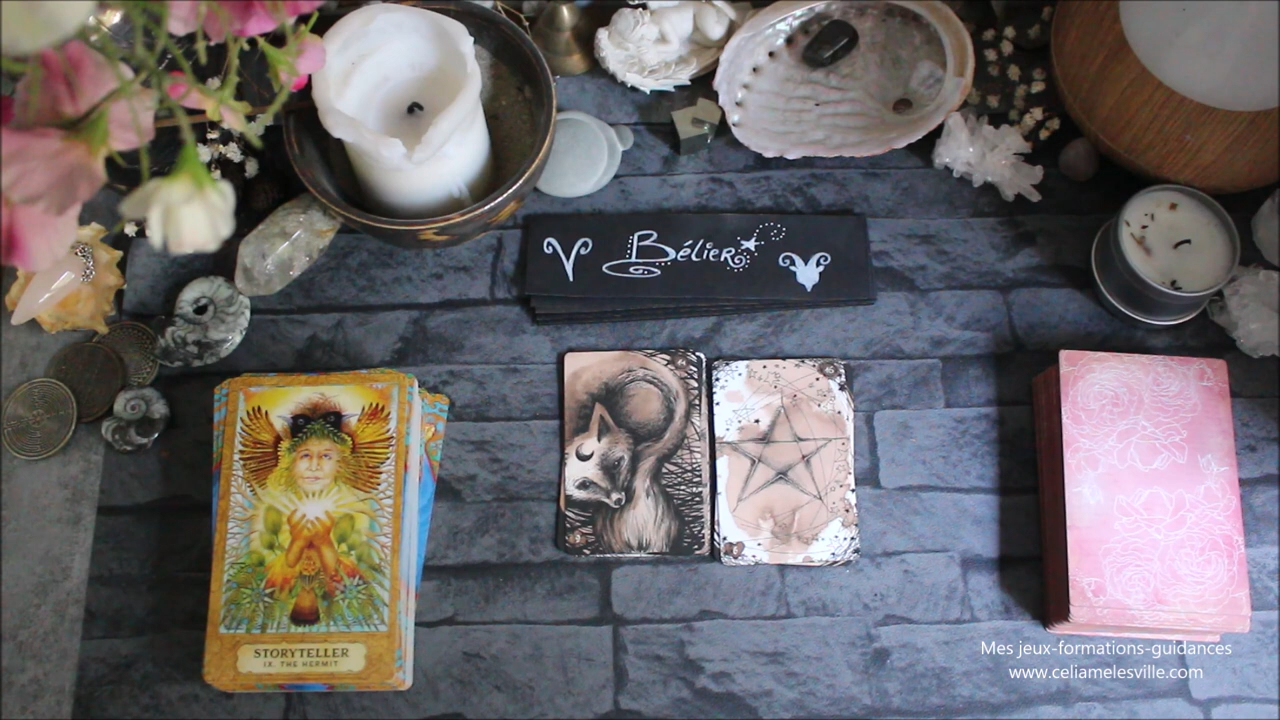 Bélier
STORYTELLER
IX. THE HERMIT
Mes jeux-formations-guidances
www.celiamelesville.com